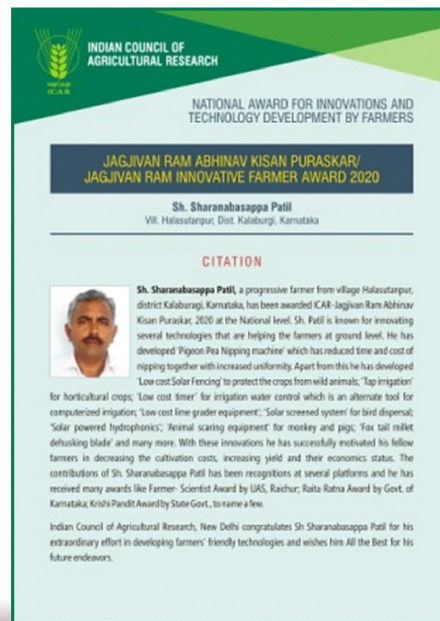 INDIAN COUNCIL OF
AGRICULTURAL RESEARCH
ICAR
NATIONAL AWARD FOR INNOVATIONS AND
TECHNOLOGY DEVELOPMENT BY FARMERS
JAGJIVAN RAM ABHINAV KISAN PURASKAR/
JAGJIVAN RAM INNOVATIVE FARMER AWARD 2020
Sh. Sharanabasappa Patil
Vill. Halasutanpur, Dist. Kalaburgi, Karnataka
CITATION
Sh. Sharanabasappa Patil, a progressive farmer from village Halasutanpur,
district Kalaburagi, Karnataka, has been awarded ICAR-Jagjivan Ram Abhinav
Kisan Puraskar, 2020 at the National level. Sh. Patil is known for innovating
several technologies that are helping the farmers at ground level. He has
developed 'Pigeon Pea Nipping machine' which has reduced time and cost of
nipping together with increased uniformity. Apart from this he has developed
'Low cost Solar Fencing' to protect the crops from wild animals; 'Tap irrigation'
for horticultural crops; 'Low cost timer' for irrigation water control which is an alternate tool for
computerized irrigation; 'Low cost lime grader equipment'; 'Solar screened system' for bird dispersal;
'Solar powered hydrophonics'; 'Animal scaring equipment' for monkey and pigs; 'Fox tail millet
dehusking blade' and many more. With these innovations he has successfully motivated his fellow
farmers in decreasing the cultivation costs, increasing yield and their economics status. The
contributions of Sh. Sharanabasappa Patil has been recognitions at several platforms and he has
received many awards like Farmer- Scientist Award by UAS, Raichur; Raita Ratna Award by Govt. of
Karnataka; Krishi Pandit Award by State Govt., to name a few.
Indian Council of Agricultural Research, New Delhi congratulates Sh Sharanabasappa Patil for his
extraordinary effort in developing farmers' friendly technologies and wishes him All the Best for his
future endeavors.